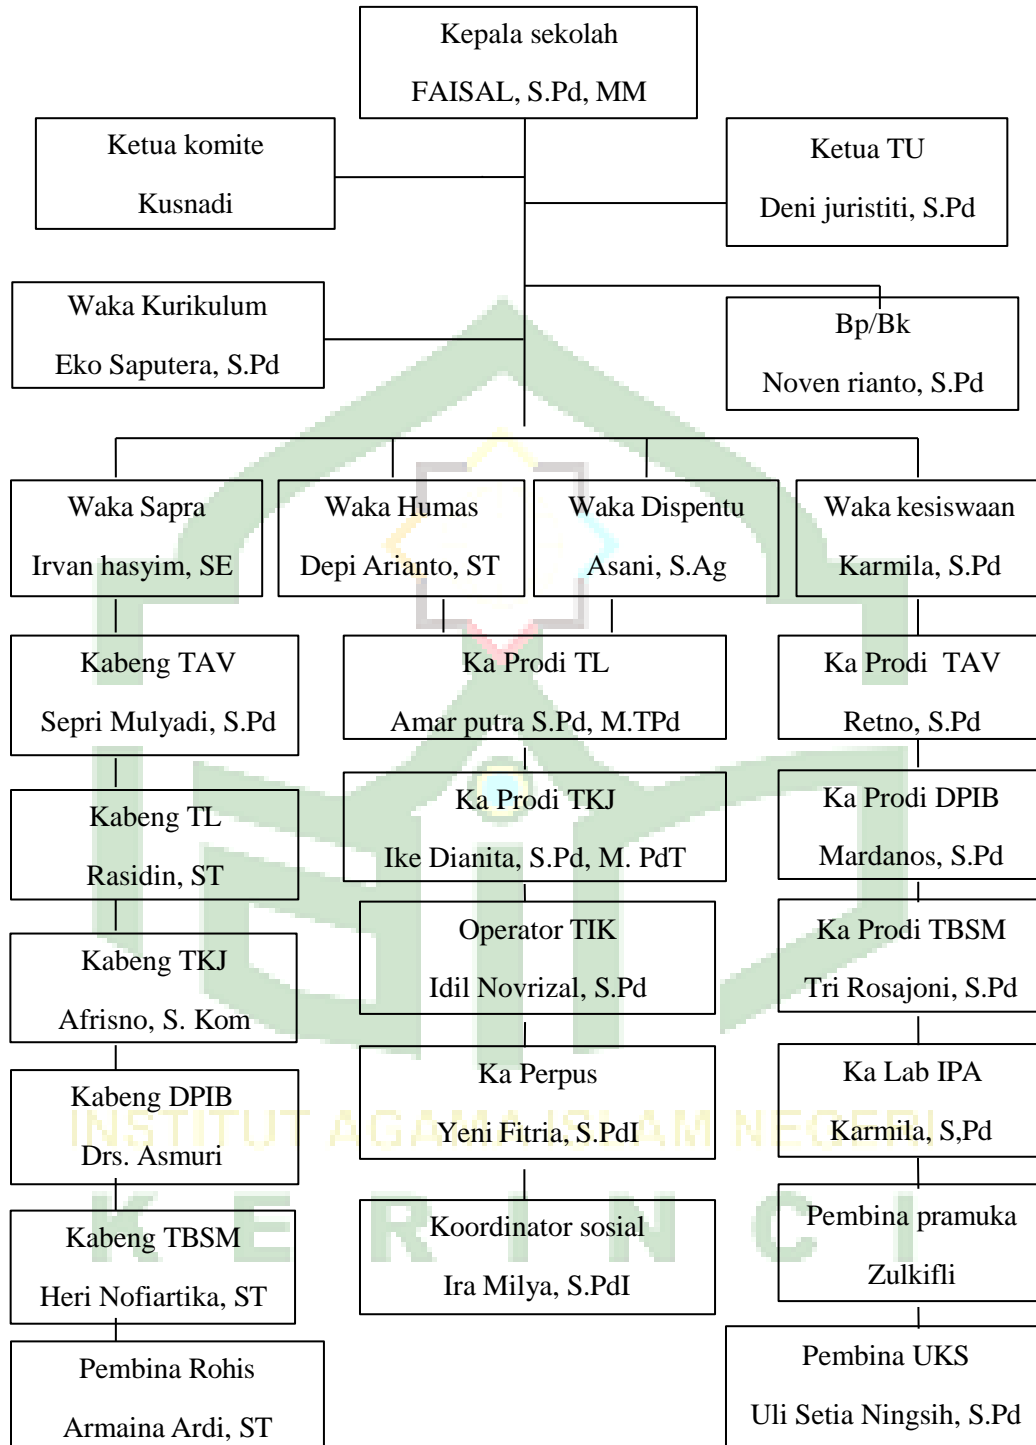 Kepala sekolah
FAISAL, S.Pd, MM
Ketua komite
Kusnadi
Ketua TU
Deni juristiti, S.Pd
Waka Kurikulum
Eko Saputera, S.Pd
Bp/Bk
Noven rianto, S.Pd
Waka Sapra
Irvan hasyim, SE
Waka Humas
Depi Arianto, ST
Waka Dispentu
Asani, S.Ag
Waka kesiswaan
Karmila, S.Pd
Kabeng TAV
Sepri Mulyadi, S.Pd
Ka Prodi TL
Amar putra S.Pd, M.TPd
Ka Prodi  TAV
Retno, S.Pd
Kabeng TL
Rasidin, ST
Ka Prodi TKJ
Ike Dianita, S.Pd, M. PdT
Ka Prodi DPIB
Mardanos, S.Pd
Kabeng TKJ
Afrisno, S. Kom
Operator TIK
Idil Novrizal, S.Pd
Ka Prodi TBSM
Tri Rosajoni, S.Pd
Kabeng DPIB
Drs. Asmuri
Ka Perpus
Yeni Fitria, S.PdI
Ka Lab IPA
Karmila, S,Pd
INSTITUT AGAMA ISLAM NEGERI
KERINCI
Kabeng TBSM
Heri Nofiartika, ST
Koordinator sosial
Ira Milya, S.PdI
Pembina pramuka
Zulkifli
Pembina Rohis
Armaina Ardi, ST
Pembina UKS
Uli Setia Ningsih, S.Pd